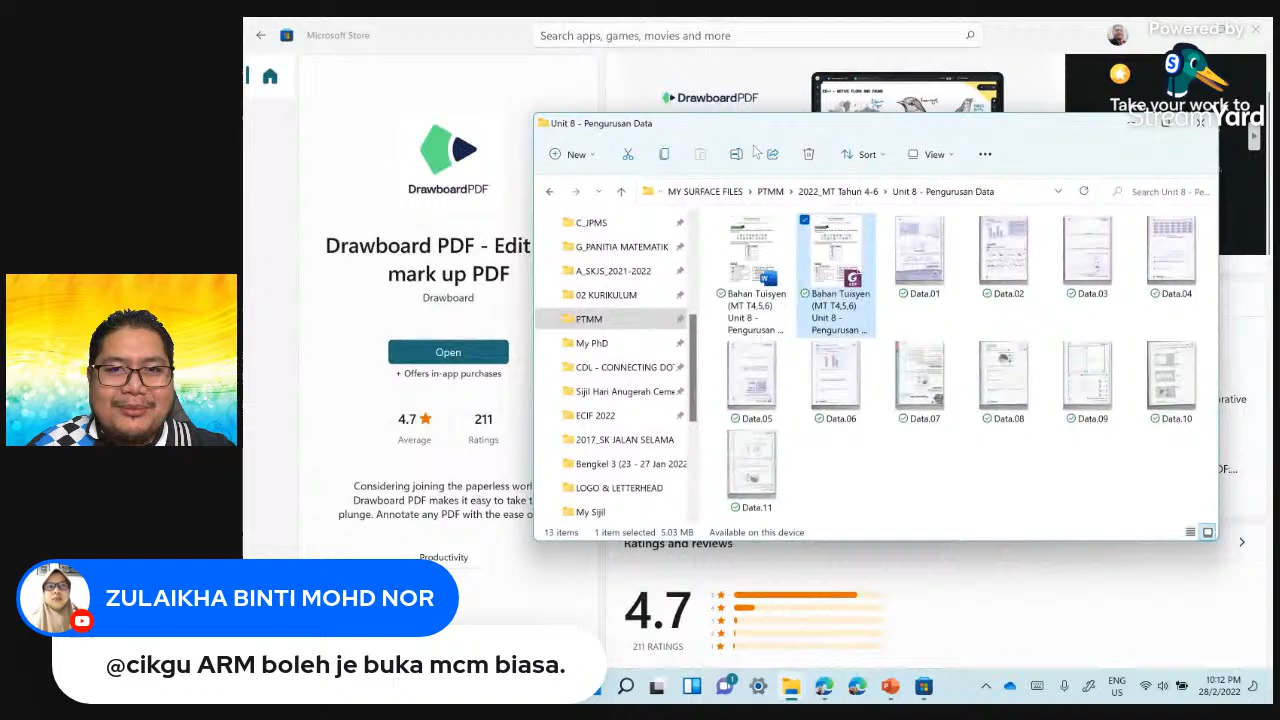 Microsoft Store
Search apps, games, movies and more
Powered by
StreamYard
DrawboardPDF
Take your work to
DrawboardPDF
Drawboard PDF - Edit
mark up PDF
Drawboard
Open
+ Offers in-app purchases
4.7
211
Average
Ratings
Considering joining the paperless worl
Drawboard PDF makes it easy to take t
plunge. Annotate any PDF with the ease o
Productivity
Unit 8 - Pengurusan Data
New
Sort
View
MY SURFACE FILES
PTMM
2022_MT Tahun 4-6
Unit 8 - Pengurusan Data
Search Unit 8 - Pe...
C_JPMS
G_PANITIA MATEMATIK
A_SKJS_2021-2022
02 KURIKULUM
PTMM
My PhD
CDL - CONNECTING DO
Sijil Hari Anugerah Ceme
ECIF 2022
2017_SK JALAN SELAMA
Bengkel 3 (23 - 27 Jan 2022
LOGO & LETTERHEAD
My Sijil
Bahan Tuisyen
(MT T4,5,6)
Unit 8 -
Pengurusan ...
Bahan Tuisyen
(MT T4,5,6)
Unit 8 -
Pengurusan ...
Data.01
Data.02
Data.03
Data.04
Data.05
Data.06
Data.07
Data.08
Data.09
Data.10
Data.11
13 items
1 item selected 5.03 MB
Available on this device
Ratings and reviews
4.7
211 RATINGS
ZULAIKHA BINTI MOHD NOR
@cikgu ARM boleh je buka mcm biasa.
ENG
US
10:12 PM
28/2/2022